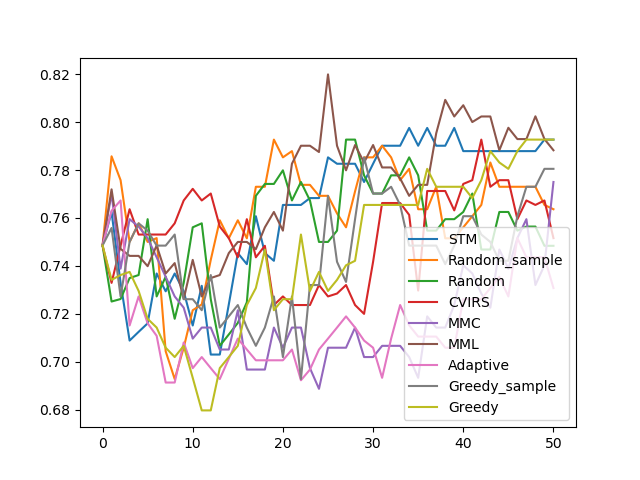 0.82
0.80
0.78
0.76
0.74
0.72
0.70
0.68
0
10
20
30
40
50
STM
Random_sample
Random
CVIRS
MMC
MML
Adaptive
Greedy_sample
Greedy